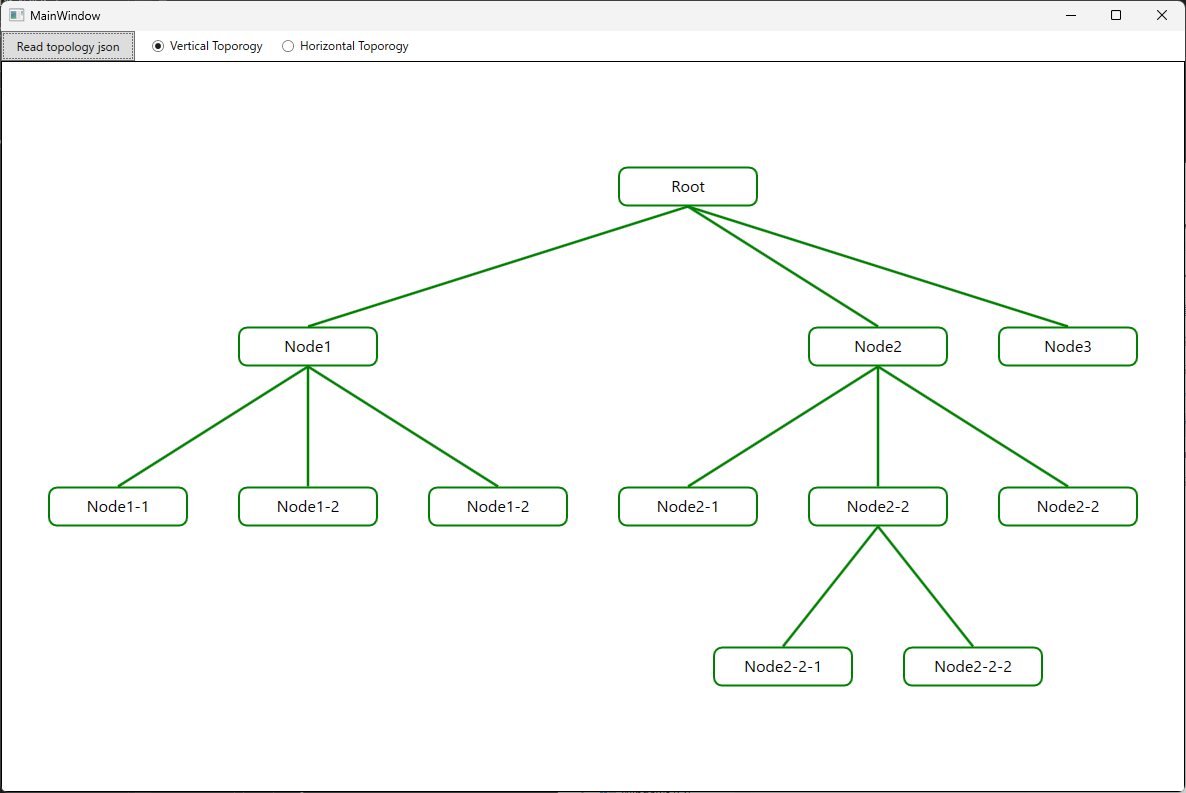 MainWindow
Read topology json Vertical Toporogy Horizontal Toporogy
Root
Node1 Node2 Node3
Node1-1 Node1-2 Node1-2 Node2-1 Node2-2 Node2-2
Node2-2-1 Node2-2-2